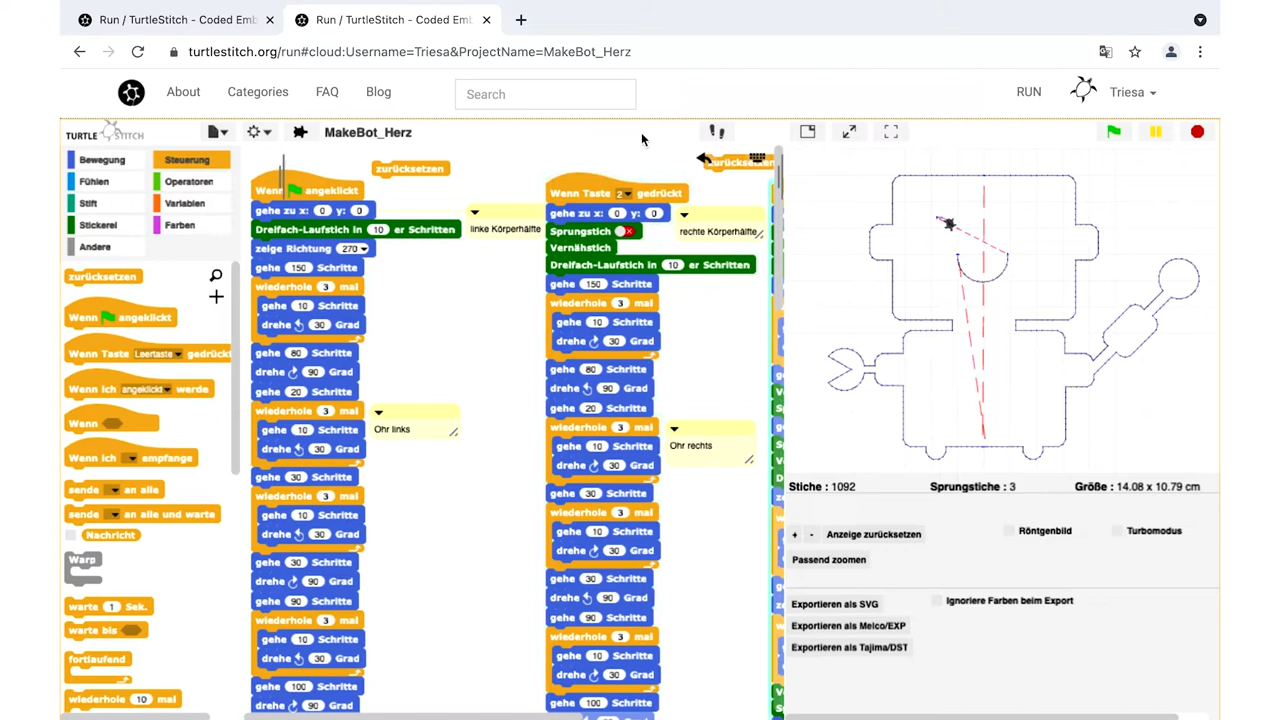 Run / TurtleStitch - Coded Emb
Run / TurtleStitch - Coded Emb
turtlestitch.org/run#cloud:Username=Triesa&ProjectName=MakeBot_Herz
About
Categories
FAQ
Blog
Search
RUN
Triesa
TURTLE STITCH
MakeBot_Herz
Bewegung
Steuerung
Fühlen
Operatoren
Stift
Variablen
Stickerei
Farben
Andere
zurücksetzen
Wenn angeklickt
Wenn Taste Leertaste gedrückt
Wenn ich angeklickt werde
Wenn
Wenn ich empfange
sende an alle
sende an alle und warte
Nachricht
Warp
warte 1 Sek.
warte bis
fortlaufend
wiederhole 10 mal
zurücksetzen
Wenn angeklickt
gehe zu x: 0 y: 0
Dreifach-Laufstich in 10 er Schritten
zeige Richtung 270
gehe 150 Schritte
wiederhole 3 mal
gehe 10 Schritte
drehe 30 Grad
gehe 80 Schritte
drehe 90 Grad
gehe 20 Schritte
wiederhole 3 mal
gehe 10 Schritte
drehe 30 Grad
gehe 30 Schritte
wiederhole 3 mal
gehe 10 Schritte
drehe 30 Grad
gehe 30 Schritte
drehe 90 Grad
gehe 90 Schritte
wiederhole 3 mal
gehe 10 Schritte
drehe 30 Grad
gehe 100 Schritte
drehe 90 Grad
linke Körperhälfte
Ohr links
Wenn Taste 2 gedrückt
gehe zu x: 0 y: 0
Sprungstich
Vernähstich
Dreifach-Laufstich in 10 er Schritten
gehe 150 Schritte
wiederhole 3 mal
gehe 10 Schritte
drehe 30 Grad
gehe 80 Schritte
drehe 90 Grad
gehe 20 Schritte
wiederhole 3 mal
gehe 10 Schritte
drehe 30 Grad
gehe 30 Schritte
wiederhole 3 mal
gehe 10 Schritte
drehe 30 Grad
gehe 30 Schritte
drehe 90 Grad
gehe 90 Schritte
wiederhole 3 mal
gehe 10 Schritte
drehe 30 Grad
gehe 100 Schritte
rechte Körperhälfte
Ohr rechts
zurücksetzen
Stiche : 1092
Sprungstiche : 3
Größe : 14.08 x 10.79 cm
+ - Anzeige zurücksetzen
Röntgenbild
Turbomodus
Passend zoomen
Exportieren als SVG
Ignoriere Farben beim Export
Exportieren als Melco/EXP
Exportieren als Tajima/DST